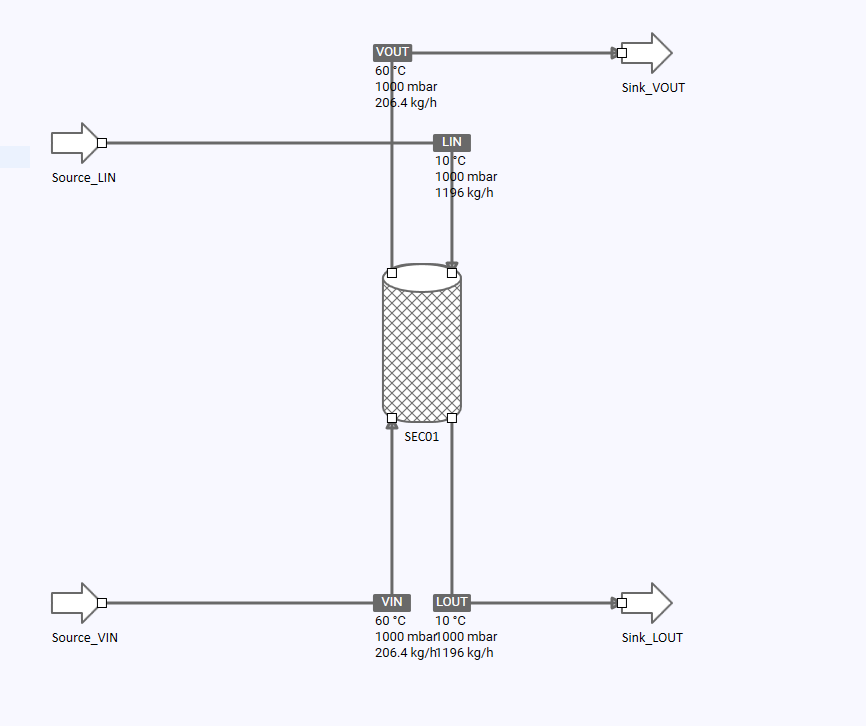 VOUT
60 °C
1000 mbar
206.4 kg/h
Sink_VOUT
LIN
10 °C
1000 mbar
1196 kg/h
Source_LIN
SEC01
VIN
60 °C
1000 mbar
206.4 kg/h
LOUT
10 °C
1000 mbar
1196 kg/h
Source_VIN
Sink_LOUT